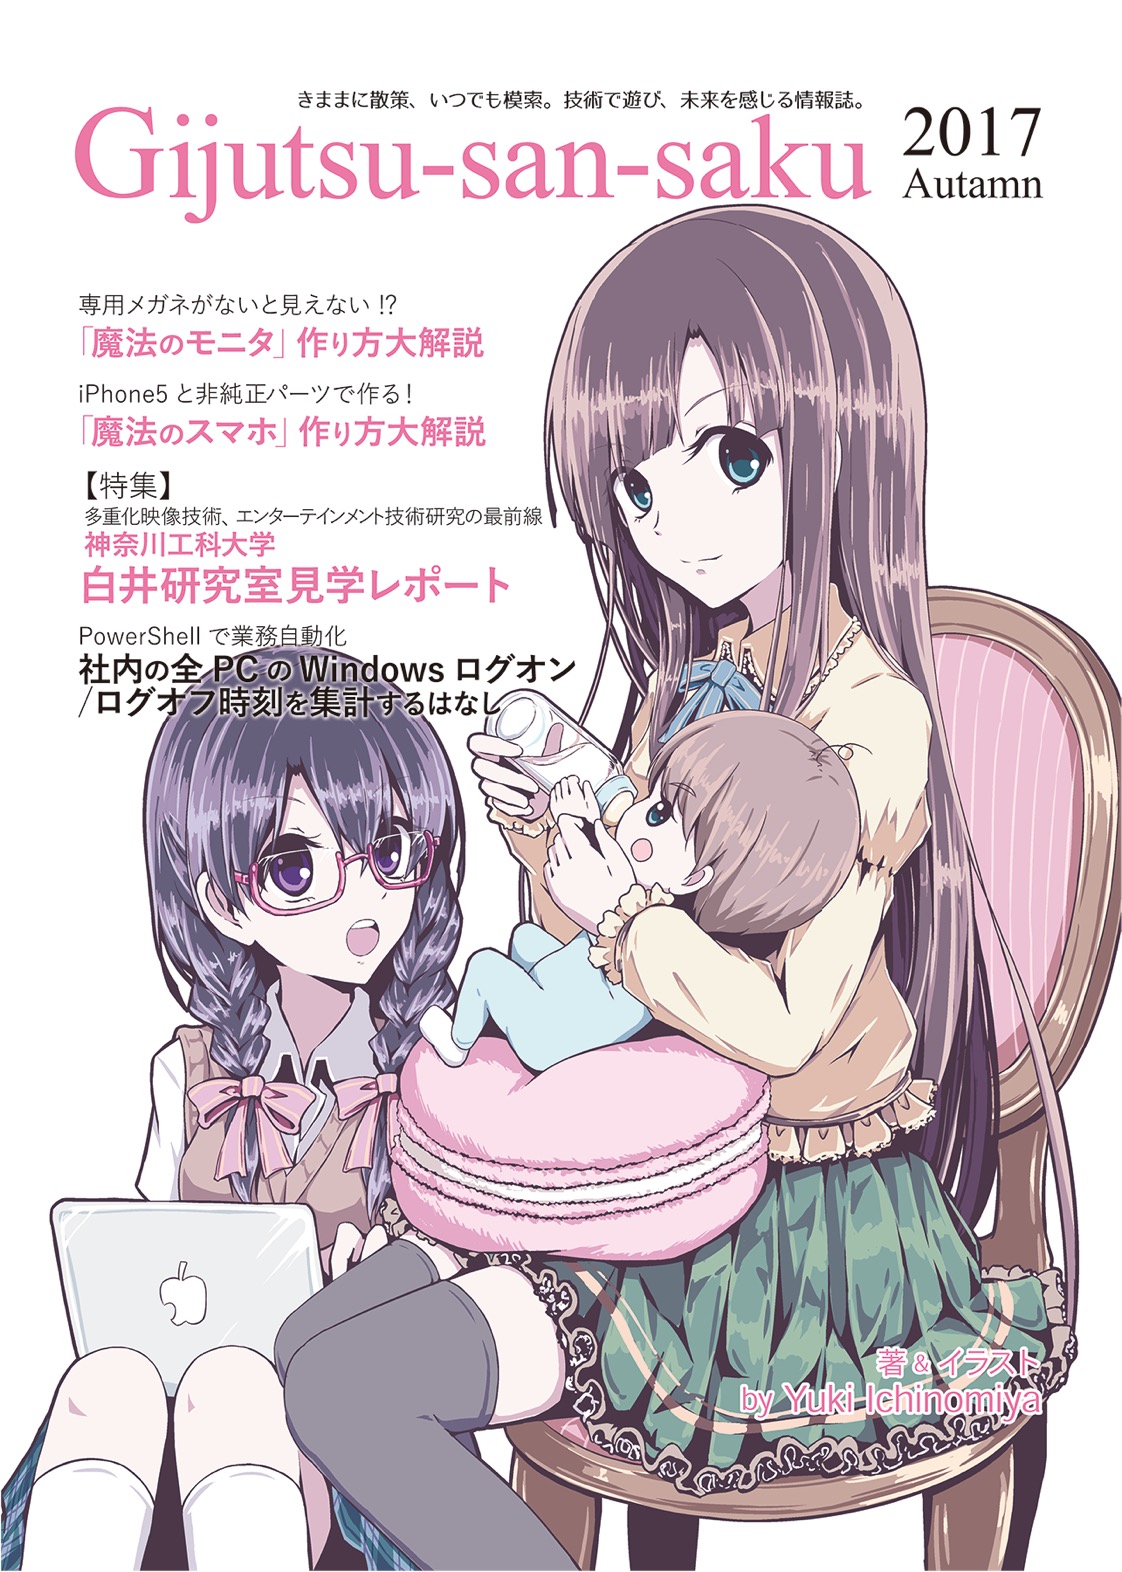 きままに散策、いつでも模索。技術で遊び、未来を感じる情報誌。
Gijutsu-san-saku
2017
Autamn
専用メガネがないと見えない !?
「魔法のモニタ」作り方大解説
iPhone5 と非純正パーツで作る！
「魔法のスマホ」作り方大解説
【特集】
多重化映像技術、エンターテインメント技術研究の最前線
神奈川工科大学
白井研究室見学レポート
PowerShell で業務自動化
社内の全 PC の Windows ログオン
/ログオフ時刻を集計するはなし
著 & イラスト
by Yuki Ichinomiya